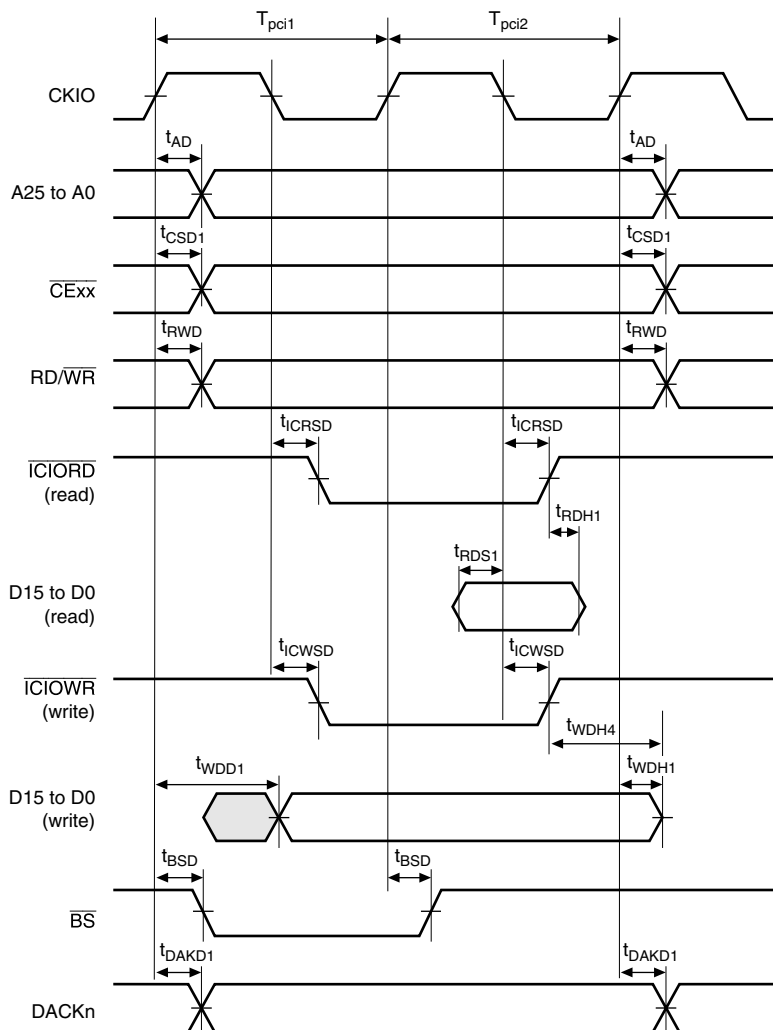 Tpci1 Tpci2
CKIO
tAD tAD
A25 to A0
tCSD1 tCSD1
CExx
tRWD tRWD
RD/WR
tICRSD tICRSD
ICIORD
(read)
tRDH1
tRDS1
D15 to D0
(read)
tICWSD tICWSD
ICIOWR
(write)
tWDH4
tWDD1 tWDH1
D15 to D0
(write)
tBSD tBSD
BS
tDAKD1 tDAKD1
DACKn